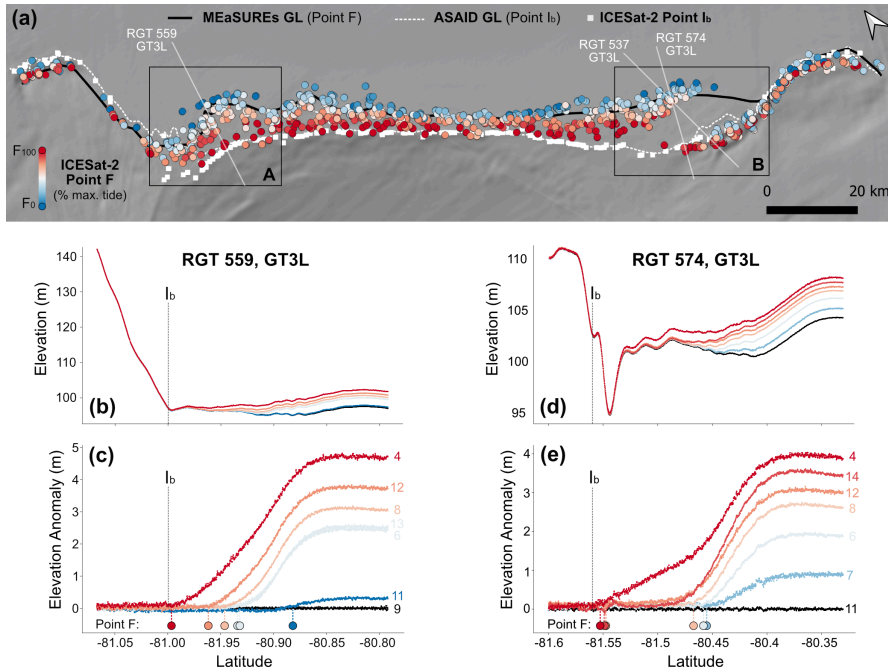 (a)
MEaSUREs GL (Point F)
ASAID GL (Point Ib)
ICESat-2 Point Ib
RGT 559
GT3L
RGT 537
GT3L
RGT 574
GT3L
F100
ICESat-2
Point F
(% max. tide)
F0
A
B
0 20 km
RGT 559, GT3L
Ib
Elevation (m)
140
130
120
110
100
(b)
RGT 574, GT3L
Ib
Elevation (m)
110
105
100
95
(d)
(c)
Ib
Elevation Anomaly (m)
5
4
3
2
1
0
4
12
8
13
6
11
9
Point F:
-81.05 -81.00 -80.95 -80.90 -80.85 -80.80
Latitude
(e)
Ib
Elevation Anomaly (m)
4
3
2
1
0
4
14
12
8
6
7
11
Point F:
-81.6 -81.55 -81.5 -80.45 -80.4 -80.35
Latitude